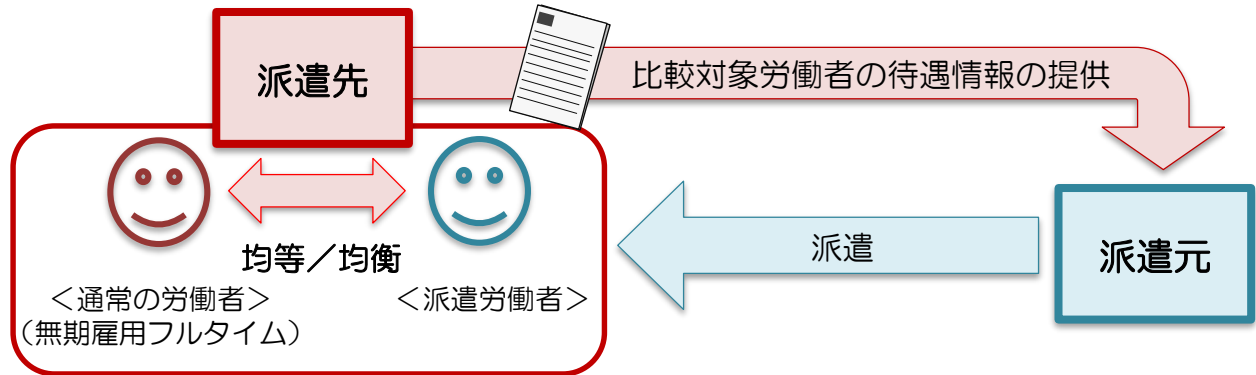 派遣先
比較対象労働者の待遇情報の提供
均等／均衡
派遣
派遣元
＜通常の労働者＞
（無期雇用フルタイム）
＜派遣労働者＞